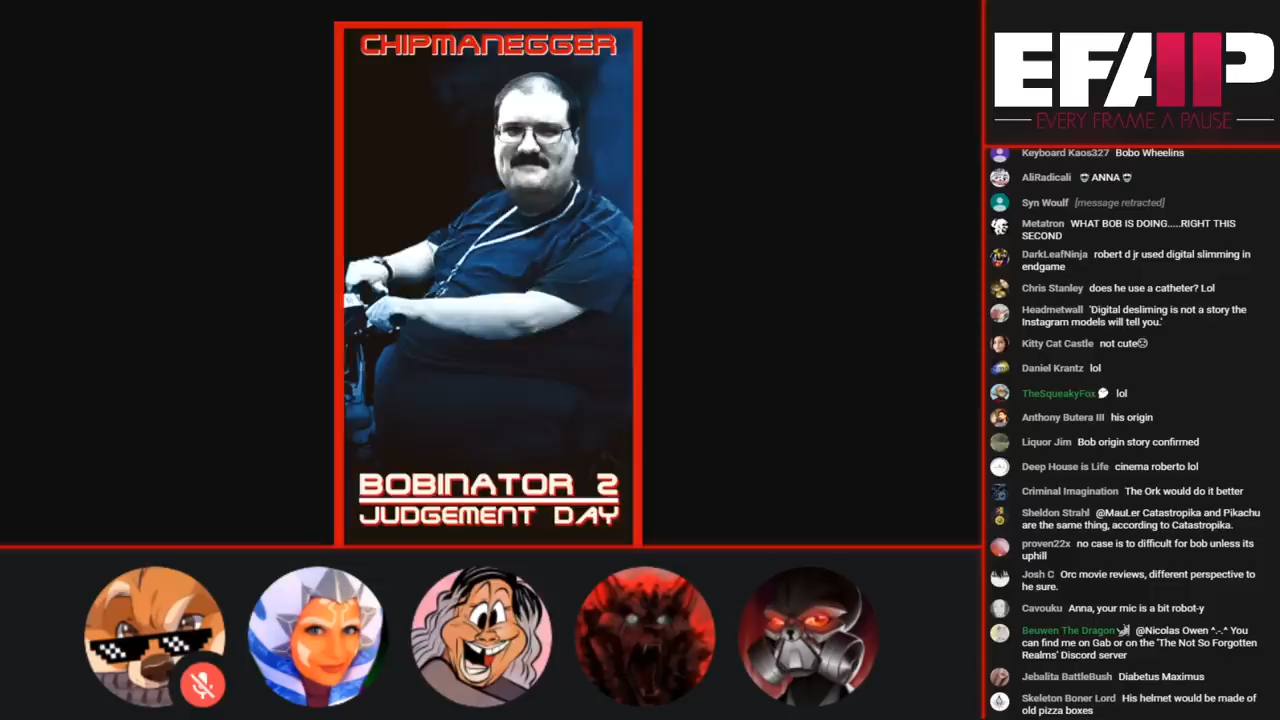 CHIPMANEGGER
BOBINATOR 2
JUDGEMENT DAY
EFAP
EVERY FRAME A PAUSE
Keyboard Kaos327 Bobo Wheelins
AliRadicali ANNA
Syn Woulf [message retracted]
Metatron WHAT BOB IS DOING.....RIGHT THIS
SECOND
DarkLeafNinja robert d jr used digital slimming in
endgame
Chris Stanley does he use a catheter? Lol
Headmetwall 'Digital desliming is not a story the
Instagram models will tell you.'
Kitty Cat Castle not cute☹
Daniel Krantz lol
TheSqueakyFox lol
Anthony Butera III his origin
Liquor Jim Bob origin story confirmed
Deep House is Life cinema roberto lol
Criminal Imagination The Ork would do it better
Sheldon Strahl @MauLer Catastropika and Pikachu
are the same thing, according to Catastropika.
proven22x no case is to difficult for bob unless its
uphill
Josh C Orc movie reviews, different perspective to
he sure.
Cavouku Anna, your mic is a bit robot-y
Beuwen The Dragon @Nicolas Owen ^.-.^ You
can find me on Gab or on the 'The Not So Forgotten
Realms' Discord server
Jebalita BattleBush Diabetus Maximus
Skeleton Boner Lord His helmet would be made of
old pizza boxes